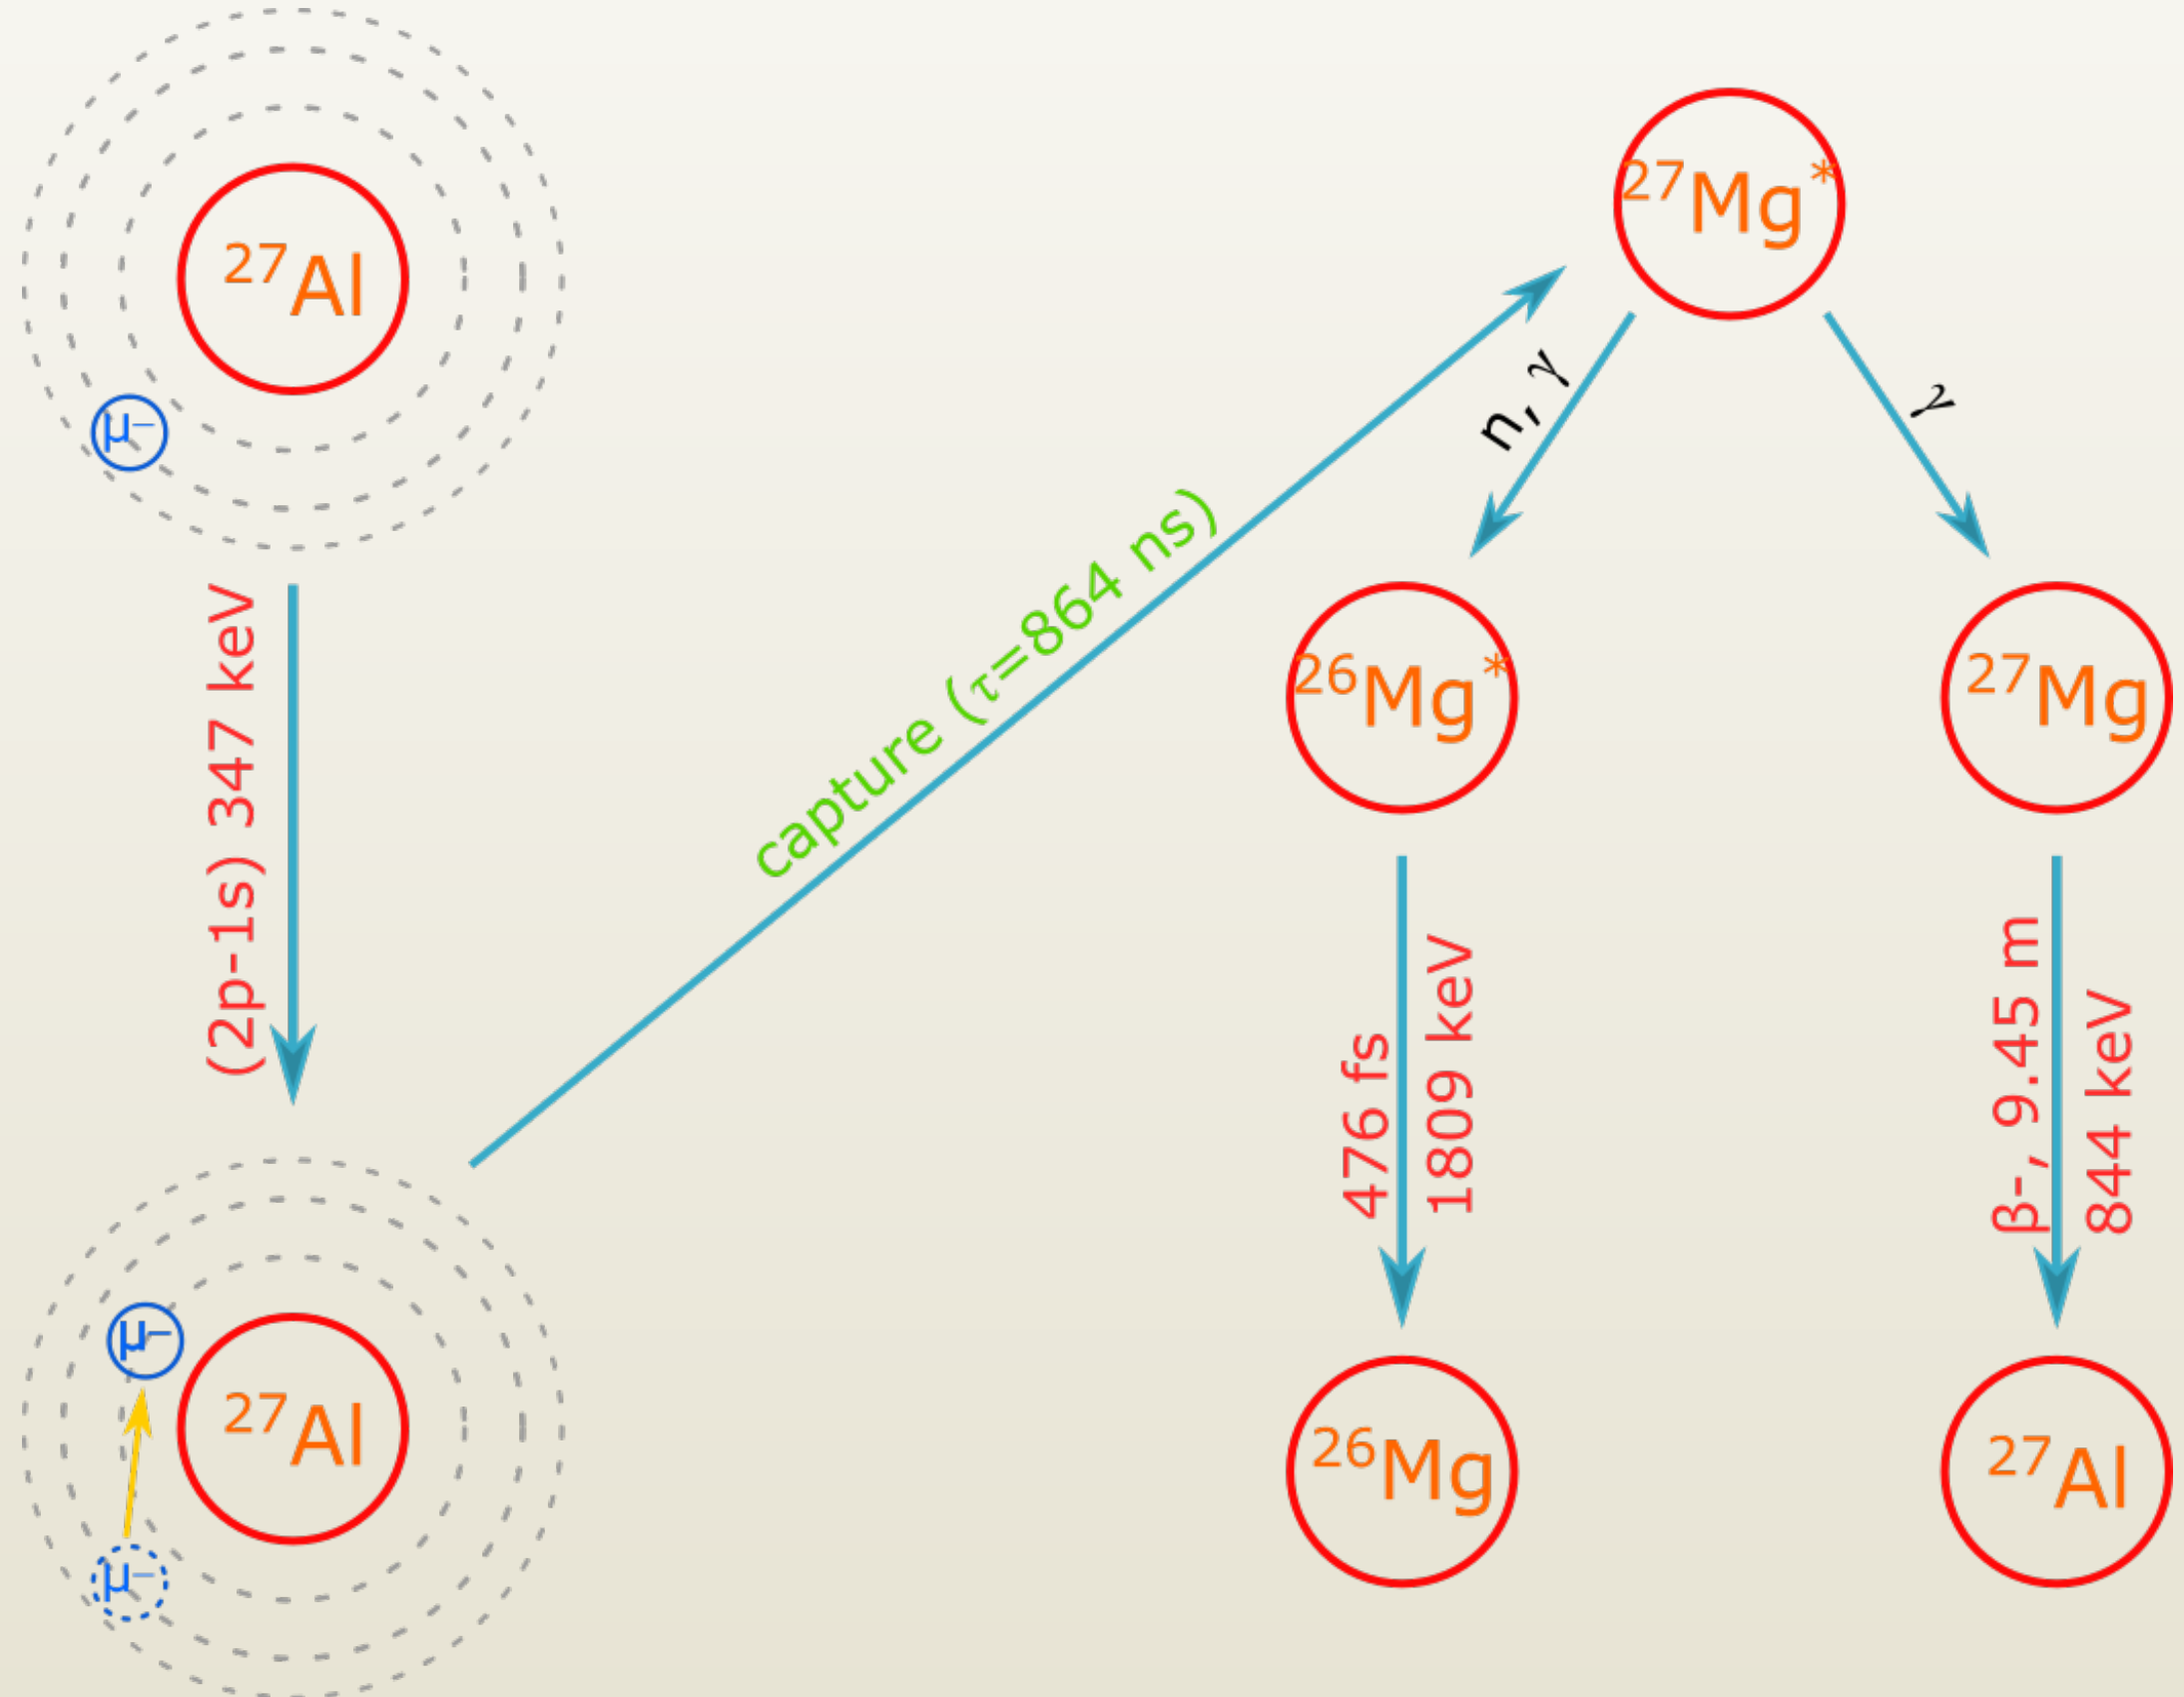 27Al
μ−
(2p-1s) 347 keV
μ−
27Al
μ−
capture (τ=864 ns)
27Mg*
n, γ
γ
26Mg*
27Mg
476 fs
1809 keV
β-, 9.45 m
844 keV
26Mg
27Al